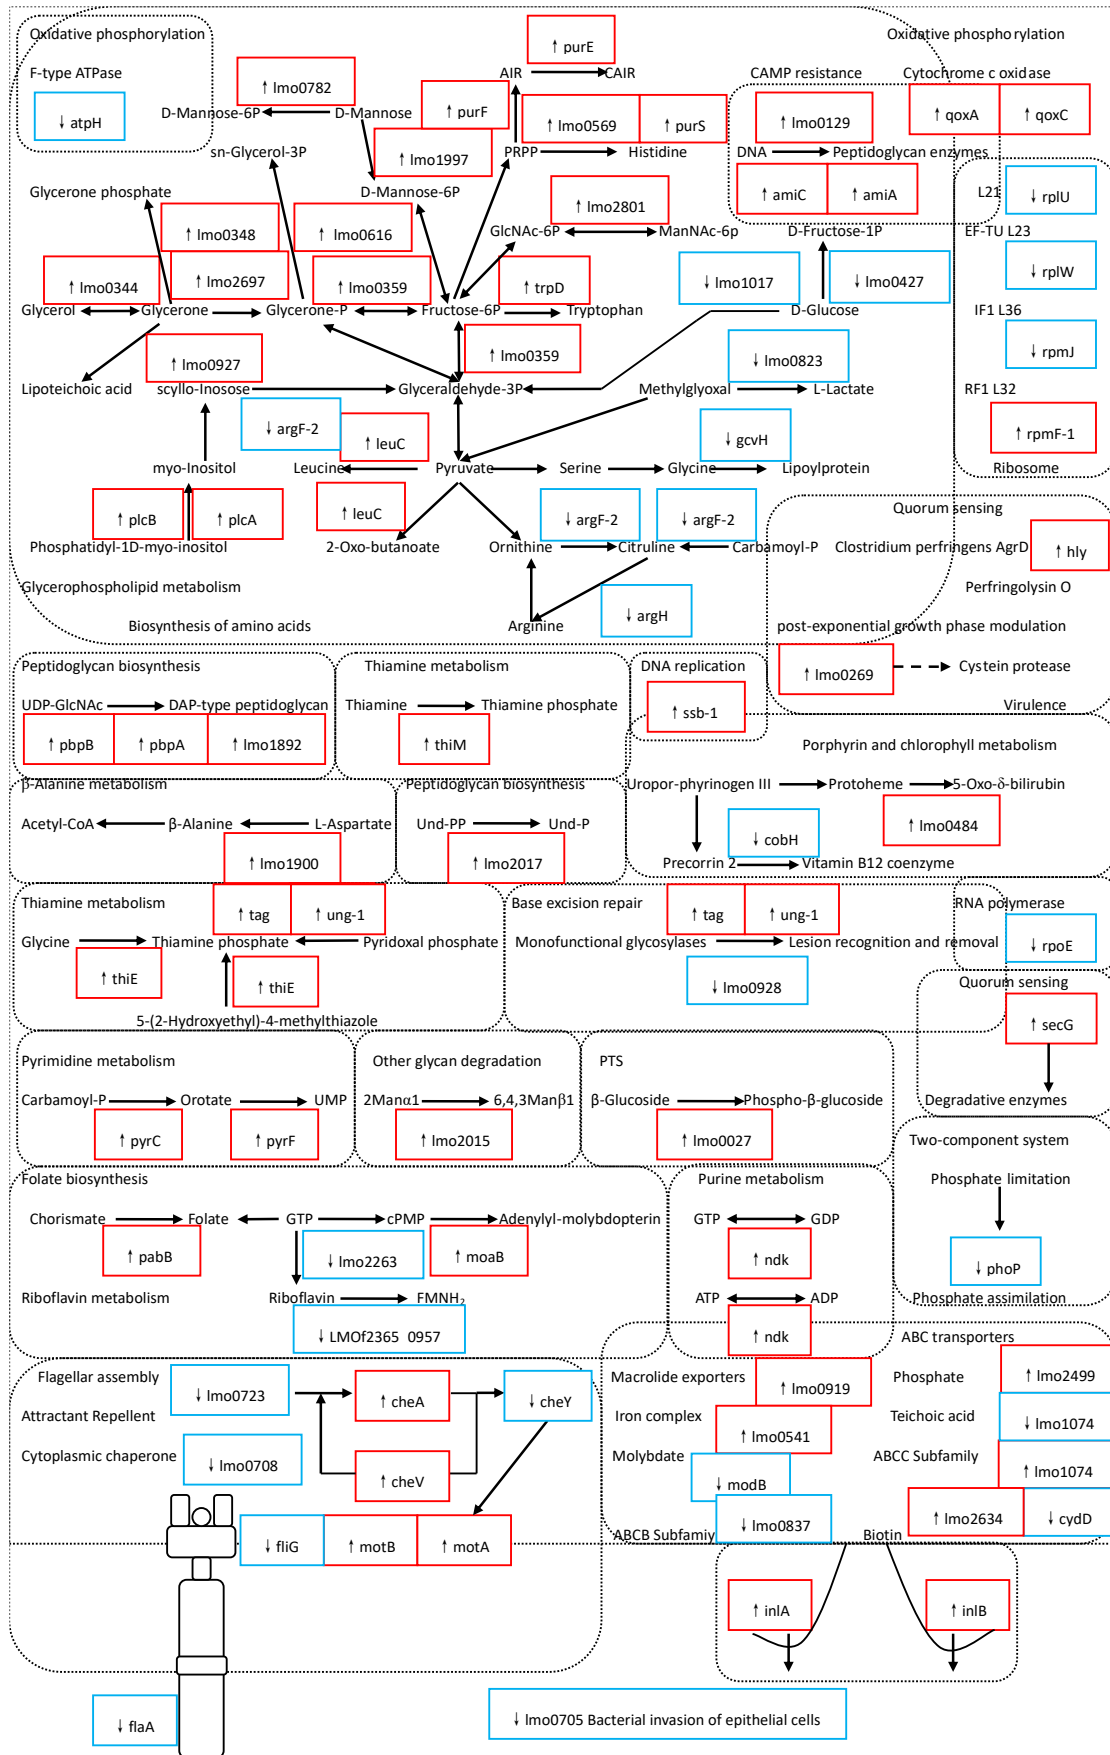 Oxidative phosphorylation
F-type ATPase
↓ atpH
↑ lmo0782
D-Mannose-6P
D-Mannose
↑ purE
AIR
CAIR
↑ purF
↑ lmo1997
D-Mannose-6P
↑ lmo0569
↑ purS
PRPP
Histidine
CAMP resistance
↑ lmo0129
DNA
Peptidoglycan enzymes
↑ amiC
↑ amiA
Oxidative phosphorylation
Cytochrome c oxidase
↑ qoxA
↑ qoxC
L21
↓ rplU
EF-TU L23
↓ rplW
IF1 L36
↓ rpmJ
RF1 L32
↑ rpmF-1
Ribosome
sn-Glycerol-3P
Glycerone phosphate
↑ lmo0348
↑ lmo0616
↑ lmo2697
↑ lmo0344
↑ lmo0359
Glycerol
Glycerone
Glycerone-P
Fructose-6P
↑ trpD
Tryptophan
GlcNAc-6P
↑ lmo2801
ManNAc-6p
D-Fructose-1P
↓ lmo1017
↓ lmo0427
D-Glucose
↑ lmo0359
↑ lmo0927
Lipoteichoic acid
scyllo-Inosose
Glyceraldehyde-3P
Methylglyoxal
↓ lmo0823
L-Lactate
↓ argF-2
↑ leuC
myo-Inositol
Leucine
Pyruvate
Serine
Glycine
↓ gcvH
Lipoylprotein
↑ plcB
↑ plcA
Phosphatidyl-1D-myo-inositol
↑ leuC
2-Oxo-butanoate
↓ argF-2
↓ argF-2
Ornithine
Citruline
Carbamoyl-P
Glycerophospholipid metabolism
Biosynthesis of amino acids
↓ argH
Arginine
Quorum sensing
Clostridium perfringens AgrD
↑ hly
Perfringolysin O
post-exponential growth phase modulation
↑ lmo0269
Cystein protease
Virulence
Peptidoglycan biosynthesis
UDP-GlcNAc
DAP-type peptidoglycan
↑ pbpB
↑ pbpA
↑ lmo1892
Thiamine metabolism
Thiamine
Thiamine phosphate
↑ thiM
DNA replication
↑ ssb-1
Porphyrin and chlorophyll metabolism
Uropor-phyrinogen III
Protoheme
5-Oxo-δ-bilirubin
↑ lmo0484
↓ cobH
Precorrin 2
Vitamin B12 coenzyme
β-Alanine metabolism
Acetyl-CoA
β-Alanine
L-Aspartate
↑ lmo1900
Peptidoglycan biosynthesis
Und-PP
Und-P
↑ lmo2017
Thiamine metabolism
↑ tag
↑ ung-1
Glycine
Thiamine phosphate
Pyridoxal phosphate
↑ thiE
↑ thiE
5-(2-Hydroxyethyl)-4-methylthiazole
Base excision repair
↑ tag
↑ ung-1
Monofunctional glycosylases
Lesion recognition and removal
↓ lmo0928
RNA polymerase
↓ rpoE
Quorum sensing
↑ secG
Degradative enzymes
Pyrimidine metabolism
Carbamoyl-P
Orotate
UMP
↑ pyrC
↑ pyrF
Other glycan degradation
2Manα1
6,4,3Manβ1
↑ lmo2015
PTS
β-Glucoside
Phospho-β-glucoside
↑ lmo0027
Two-component system
Phosphate limitation
↓ phoP
Phosphate assimilation
Folate biosynthesis
Chorismate
Folate
GTP
cPMP
Adenylyl-molybdopterin
↑ pabB
↓ lmo2263
↑ moaB
Riboflavin metabolism
Riboflavin
FMNH₂
↓ LMOf2365_0957
Purine metabolism
GTP
GDP
↑ ndk
ATP
ADP
↑ ndk
Flagellar assembly
↓ lmo0723
↑ cheA
↓ cheY
Attractant Repellent
Cytoplasmic chaperone
↓ lmo0708
↑ cheV
↓ fliG
↑ motB
↑ motA
↓ flaA
ABC transporters
Macrolide exporters
↑ lmo0919
Phosphate
↑ lmo2499
Iron complex
↑ lmo0541
Teichoic acid
↓ lmo1074
Molybdate
↓ modB
ABCC Subfamily
↑ lmo1074
↓ lmo0837
↑ lmo2634
↓ cydD
ABCB Subfamiy
Biotin
↑ inlA
↑ inlB
↓ lmo0705 Bacterial invasion of epithelial cells